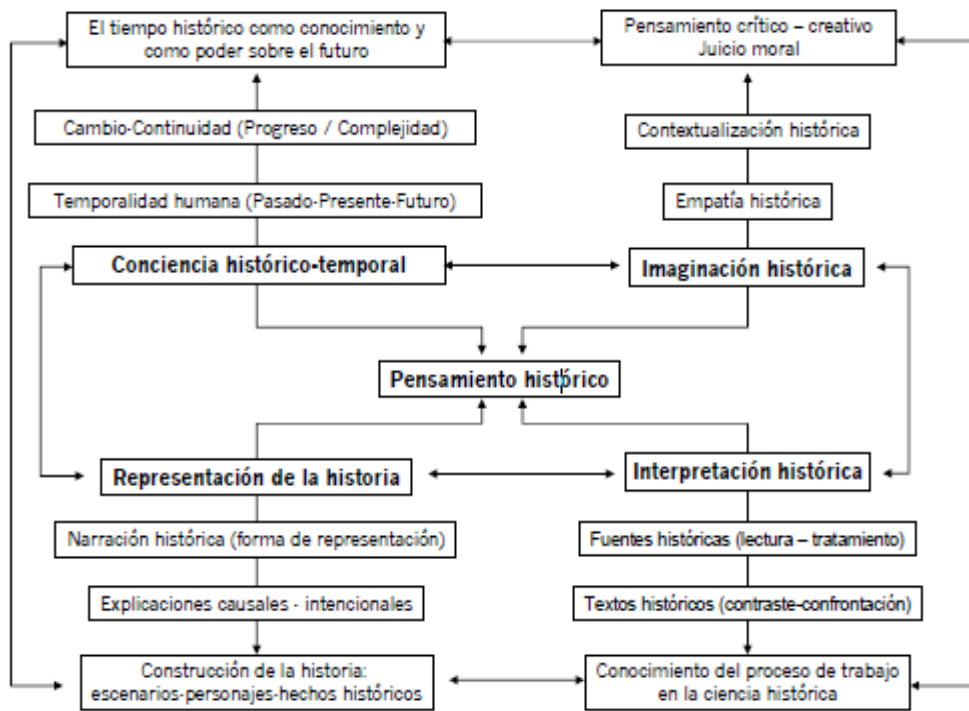 El tiempo histórico como conocimiento y
como poder sobre el futuro
Pensamiento crítico – creativo
Juicio moral
Cambio-Continuidad (Progreso / Complejidad)
Contextualización histórica
Temporalidad humana (Pasado-Presente-Futuro)
Empatía histórica
Conciencia histórico-temporal
Imaginación histórica
Pensamiento histórico
Representación de la historia
Interpretación histórica
Narración histórica (forma de representación)
Fuentes históricas (lectura – tratamiento)
Explicaciones causales - intencionales
Textos históricos (contraste-confrontación)
Construcción de la historia:
escenarios-personajes-hechos históricos
Conocimiento del proceso de trabajo
en la ciencia histórica